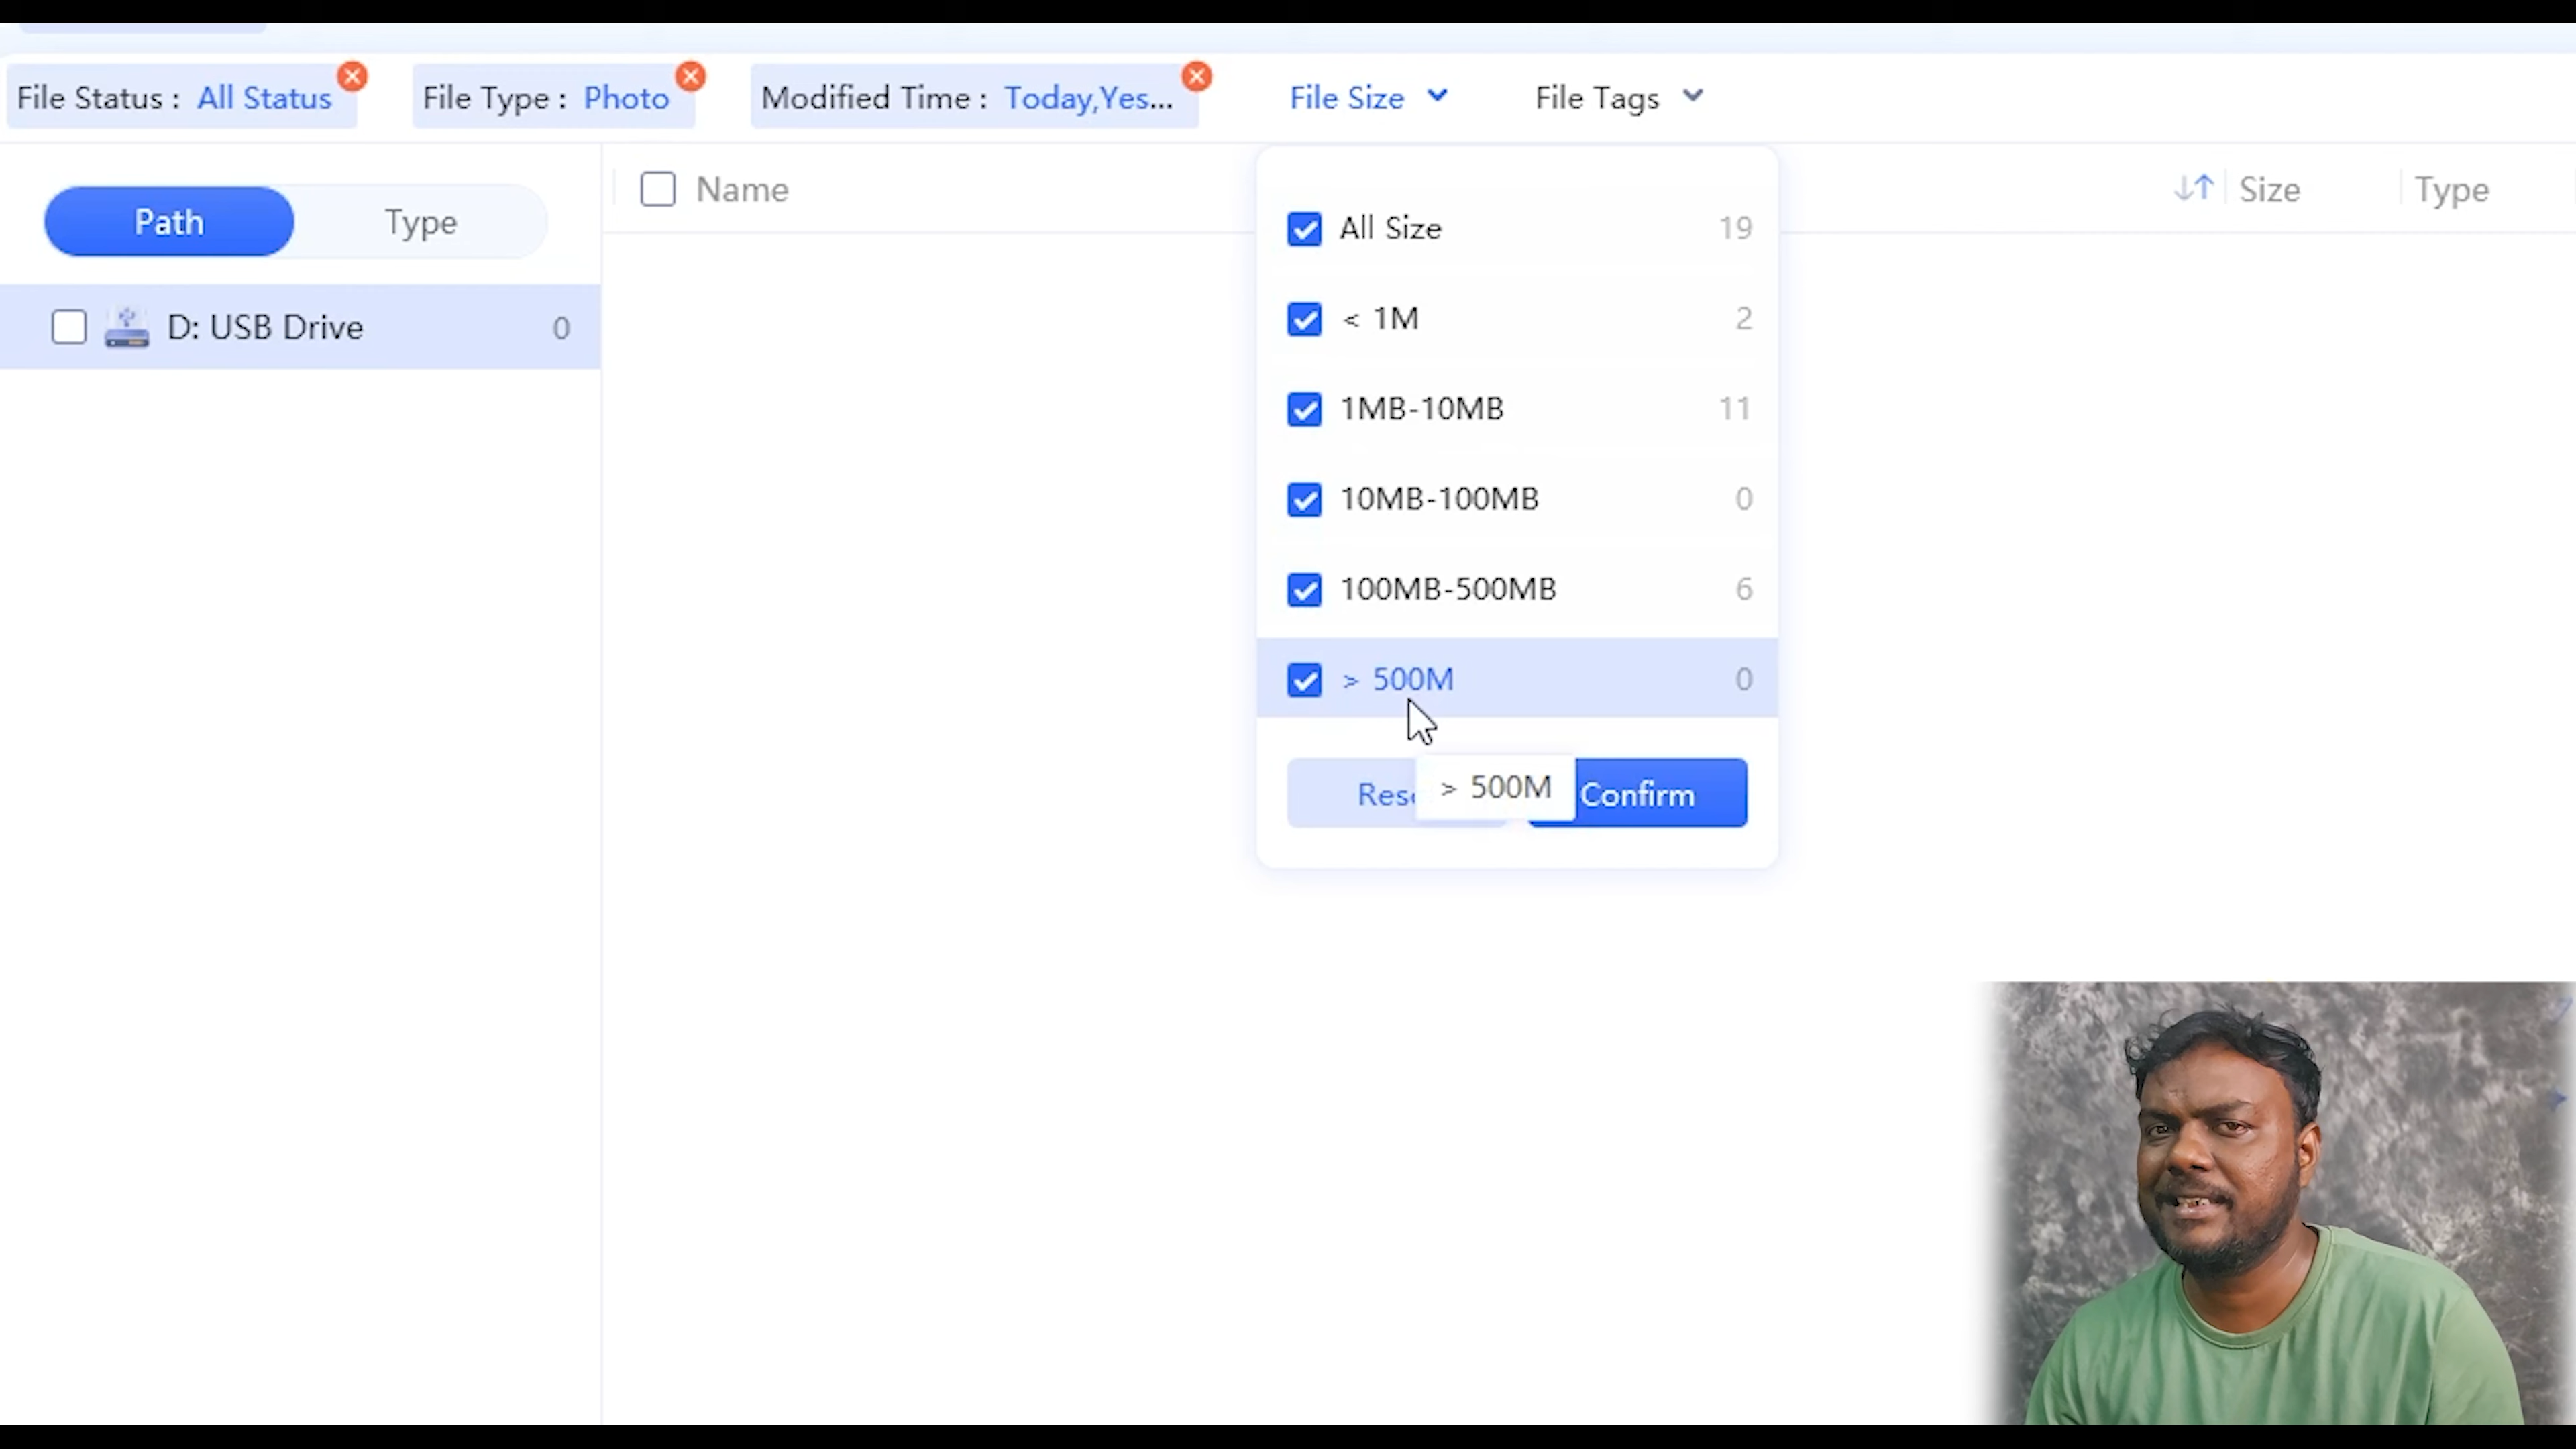 File Status : All Status
File Type : Photo
Modified Time : Today,Yes...
File Size
File Tags
Path
Type
D: USB Drive 0
Name
Size
Type
All Size 19
< 1M 2
1MB-10MB 11
10MB-100MB 0
100MB-500MB 6
> 500M 0
> 500M
Confirm